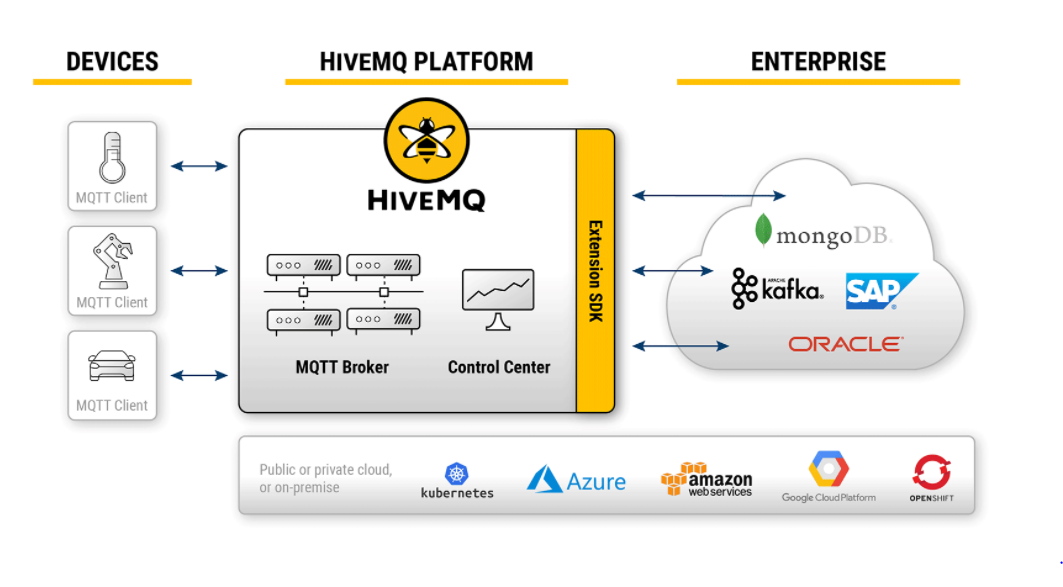 DEVICES
HIVEMQ PLATFORM
ENTERPRISE
MQTT Client
MQTT Client
MQTT Client
HIVEMQ
MQTT Broker
Control Center
Extension SDK
mongoDB.
APACHE
kafka®
SAP®
ORACLE®
Public or private cloud,
or on-premise
kubernetes
Azure
amazon
web services
Google Cloud Platform
OPENSHIFT